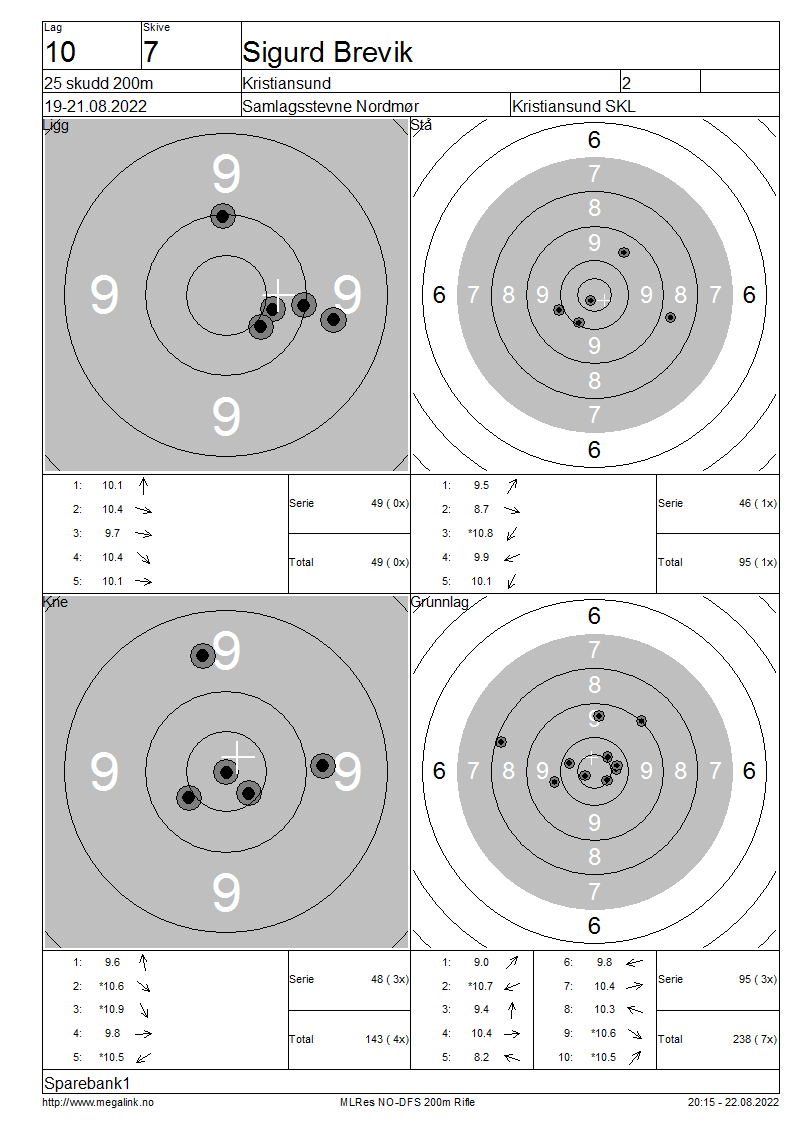 Lag
Skive
10
7
Sigurd Brevik
25 skudd 200m
Kristiansund
2
19-21.08.2022
Samlagsstevne Nordmør
Kristiansund SKL
Ligg
9
9
9
9
Stå
6
7
8
9
6 7 8 9 9 8 7 6
9
8
7
6
1: 10.1
2: 10.4
3: 9.7
4: 10.4
5: 10.1
Serie 49 ( 0x)
Total 49 ( 0x)
1: 9.5
2: 8.7
3: *10.8
4: 9.9
5: 10.1
Serie 46 ( 1x)
Total 95 ( 1x)
Kne
9
9
9
9
Grunnlag
6
7
8
9
6 7 8 9 9 8 7 6
9
8
7
6
1: 9.6
2: *10.6
3: *10.9
4: 9.8
5: *10.5
Serie 48 ( 3x)
Total 143 ( 4x)
1: 9.0
2: *10.7
3: 9.4
4: 10.4
5: 8.2
6: 9.8
7: 10.4
8: 10.3
9: *10.6
10: *10.5
Serie 95 ( 3x)
Total 238 ( 7x)
Sparebank1
http://www.megalink.no
MLRes NO-DFS 200m Rifle
20:15 - 22.08.2022